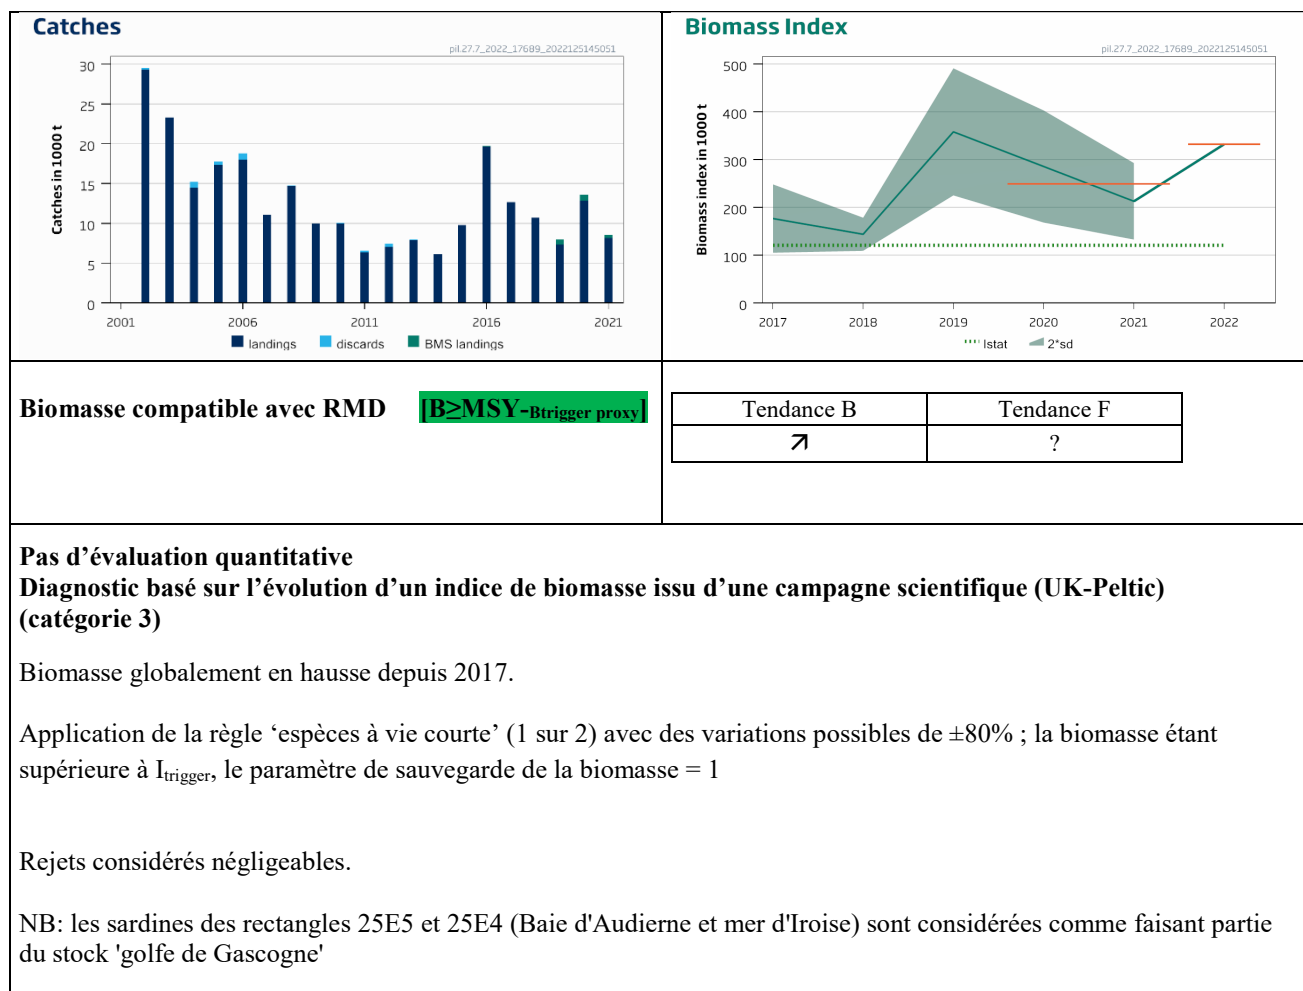 Catches
pil.27.7_2022_17689_2022125145051
Catches in 1000 t
30
25
20
15
10
5
0
2001
2006
2011
2016
2021
landings
discards
BMS landings
Biomass Index
pil.27.7_2022_17689_2022125145051
Biomass index in 1000 t
500
400
300
200
100
0
2017
2018
2019
2020
2021
2022
Istat
2*sd
Biomasse compatible avec RMD [B≥MSY-Btrigger proxy]
Tendance B
Tendance F
↗
?
Pas d’évaluation quantitative
Diagnostic basé sur l’évolution d’un indice de biomasse issu d’une campagne scientifique (UK-Peltic)
(catégorie 3)
Biomasse globalement en hausse depuis 2017.
Application de la règle ‘espèces à vie courte’ (1 sur 2) avec des variations possibles de ±80% ; la biomasse étant
supérieure à Itrigger, le paramètre de sauvegarde de la biomasse = 1
Rejets considérés négligeables.
NB: les sardines des rectangles 25E5 et 25E4 (Baie d'Audierne et mer d'Iroise) sont considérées comme faisant partie
du stock 'golfe de Gascogne'